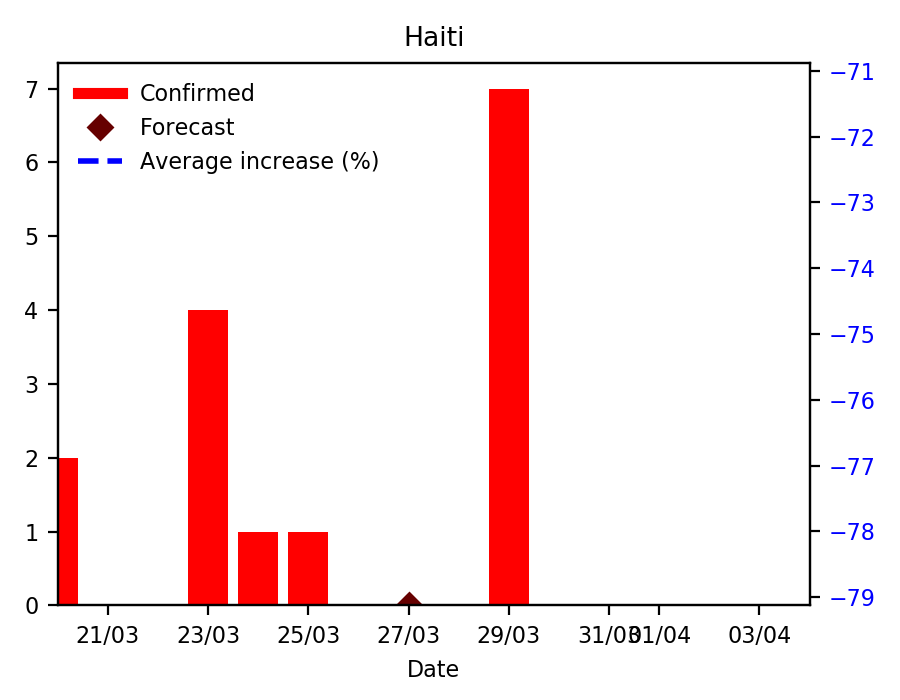 Haiti
Confirmed
Forecast
Average increase (%)
7
6
5
4
3
2
1
0
−71
−72
−73
−74
−75
−76
−77
−78
−79
21/03 23/03 25/03 27/03 29/03 31/03 01/04 03/04
Date